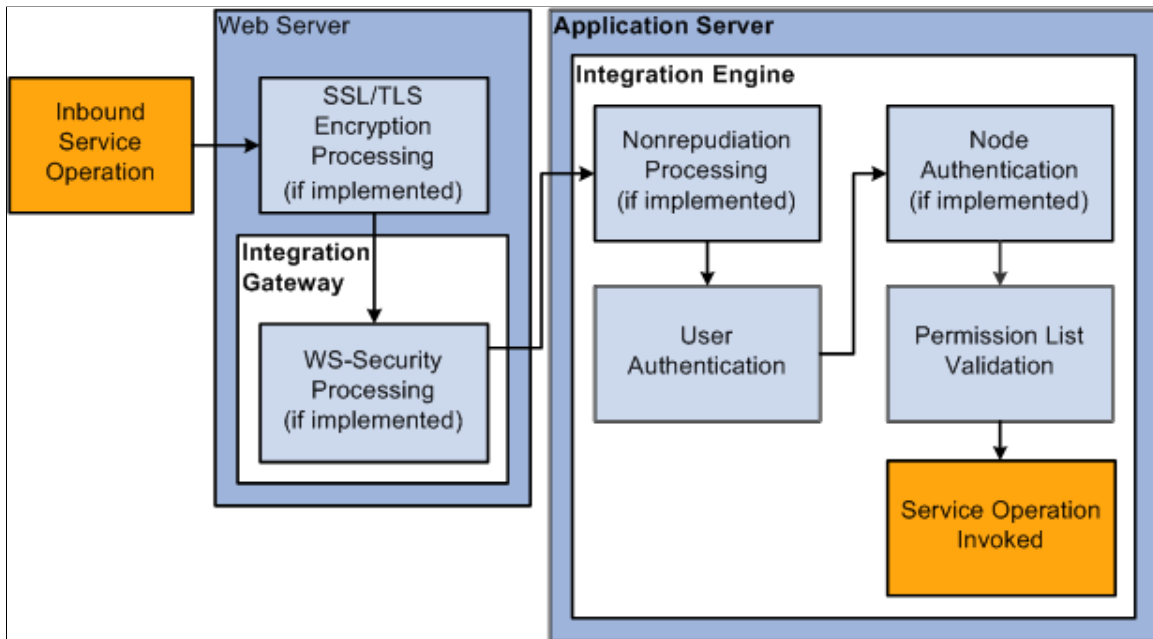 Web Server
Application Server
Inbound
Service
Operation
SSL/TLS
Encryption
Processing
(if implemented)
Integration
Gateway
WS-Security
Processing
(if implemented)
Integration Engine
Nonrepudiation
Processing
(if implemented)
User
Authentication
Node
Authentication
(if implemented)
Permission List
Validation
Service Operation
Invoked